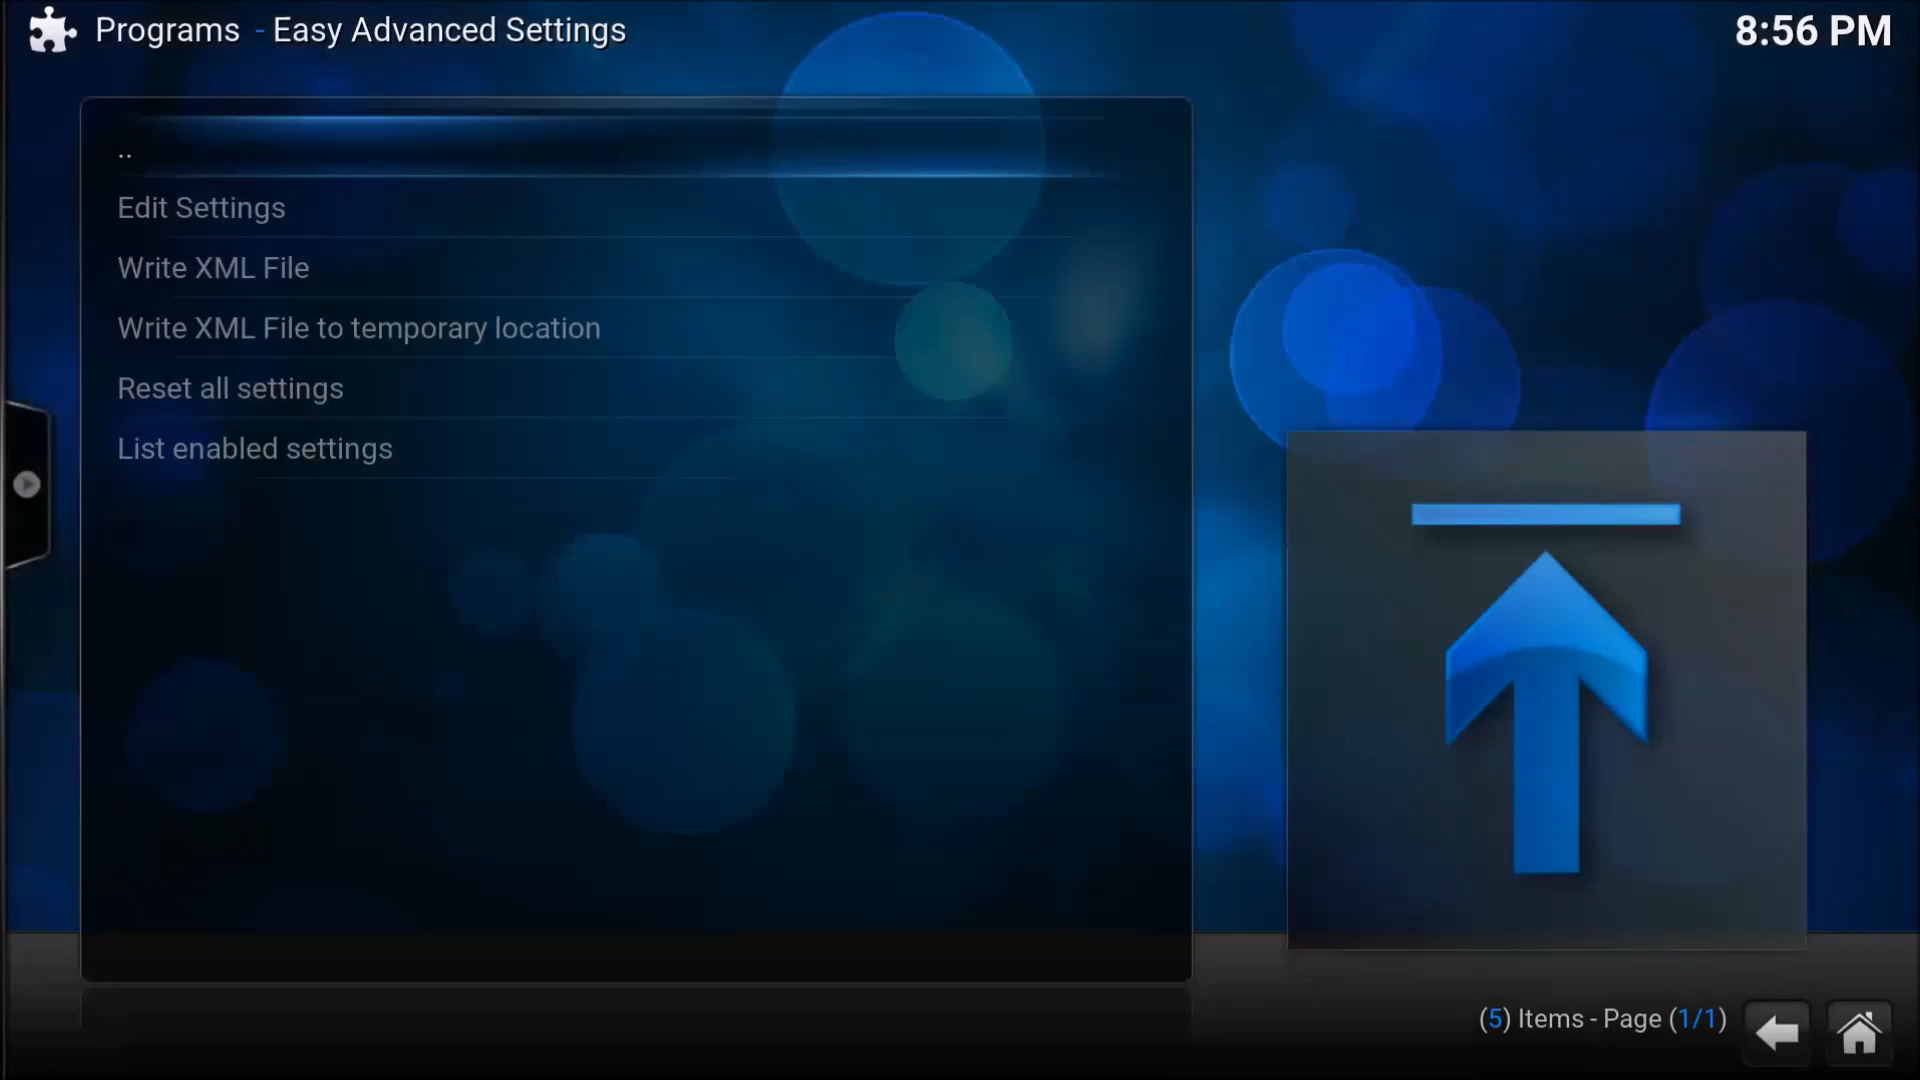 Programs - Easy Advanced Settings
8:56 PM
..
Edit Settings
Write XML File
Write XML File to temporary location
Reset all settings
List enabled settings
(5) Items - Page (1/1)